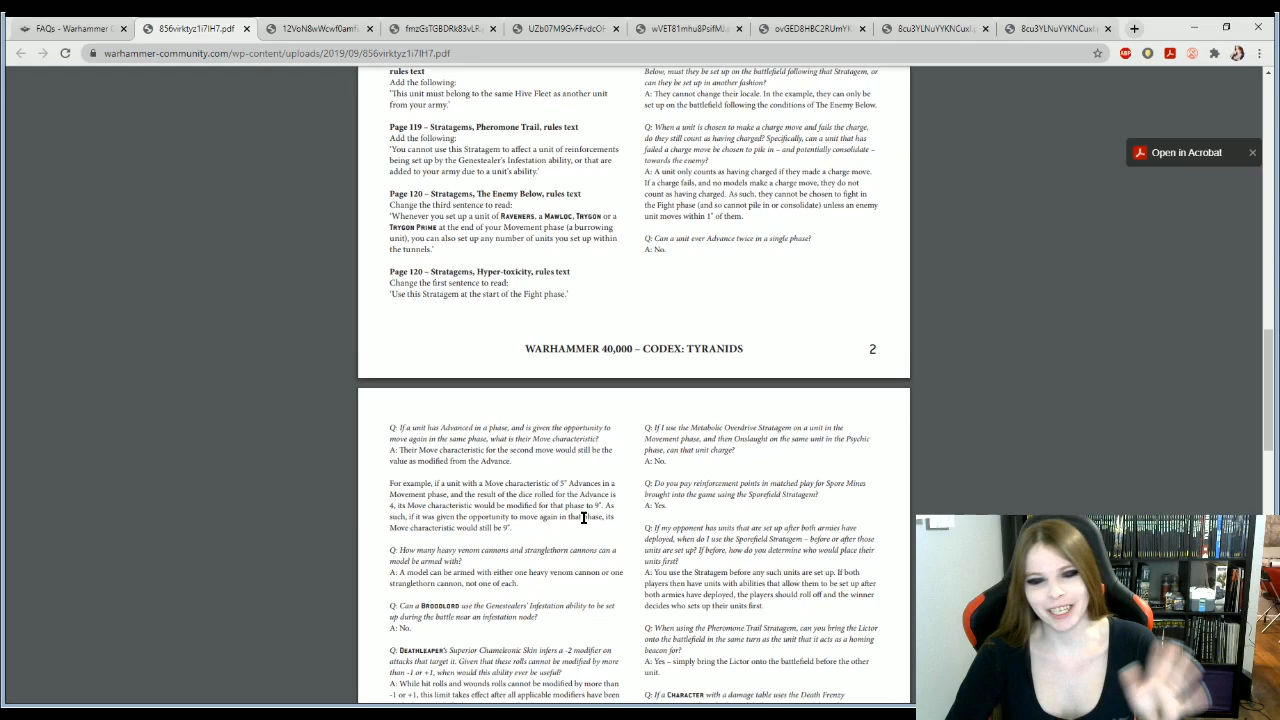 FAQs - Warhammer C
856virktyz1i7IH7.pdf
12VoN8wWcwf0amfu
fmzGsTGBDRk83vLR
UZb07M9GvFFvdcOH
wVET81mhu8PsifMJ
ovGED8HBC2RUmYK
8cu3YLNuYYKNCuxL
8cu3YLNuYYKNCuxL
warhammer-community.com/wp-content/uploads/2019/09/856virktyz1i7IH7.pdf
Open in Acrobat
rules text
Add the following:
'This unit must belong to the same Hive Fleet as another unit
from your army.'
Page 119 – Stratagems, Pheromone Trail, rules text
Add the following:
'You cannot use this Stratagem to affect a unit of reinforcements
being set up by the Genestealer's Infestation ability, or that are
added to your army due to a unit's ability.'
Page 120 – Stratagems, The Enemy Below, rules text
Change the third sentence to read:
'Whenever you set up a unit of RAVENERS, a MAWLOC, TRYGON or a
TRYGON PRIME at the end of your Movement phase (a burrowing
unit), you can also set up any number of units you set up within
the tunnels.'
Page 120 – Stratagems, Hyper-toxicity, rules text
Change the first sentence to read:
'Use this Stratagem at the start of the Fight phase.'
Below, must they be set up on the battlefield following that Stratagem, or
can they be set up in another fashion?
A: They cannot change their locale. In the example, they can only be
set up on the battlefield following the conditions of The Enemy Below.
Q: When a unit is chosen to make a charge move and fails the charge,
do they still count as having charged? Specifically, can a unit that has
failed a charge move be chosen to pile in – and potentially consolidate –
towards the enemy?
A: A unit only counts as having charged if they made a charge move.
If a charge fails, and no models make a charge move, they do not
count as having charged. As such, they cannot be chosen to fight in
the Fight phase (and so cannot pile in or consolidate) unless an enemy
unit moves within 1" of them.
Q: Can a unit ever Advance twice in a single phase?
A: No.
WARHAMMER 40,000 – CODEX: TYRANIDS
2
Q: If a unit has Advanced in a phase, and is given the opportunity to
move again in the same phase, what is their Move characteristic?
A: Their Move characteristic for the second move would still be the
value as modified from the Advance.
For example, if a unit with a Move characteristic of 5" Advances in a
Movement phase, and the result of the dice rolled for the Advance is
4, its Move characteristic would be modified for that phase to 9". As
such, if it was given the opportunity to move again in that phase, its
Move characteristic would still be 9".
Q: How many heavy venom cannons and stranglethorn cannons can a
model be armed with?
A: A model can be armed with either one heavy venom cannon or one
stranglethorn cannon, not one of each.
Q: Can a BROODLORD use the Genestealers' Infestation ability to be set
up during the battle near an infestation node?
A: No.
Q: DEATHLEAPER's Superior Chameleonic Skin infers a -2 modifier on
attacks that target it. Given that these rolls cannot be modified by more
than -1 or +1, when would this ability ever be useful?
A: While hit rolls and wounds rolls cannot be modified by more than
-1 or +1, this limit takes effect after all applicable modifiers have been
Q: If I use the Metabolic Overdrive Stratagem on a unit in the
Movement phase, and then Onslaught on the same unit in the Psychic
phase, can that unit charge?
A: No.
Q: Do you pay reinforcement points in matched play for Spore Mines
brought into the game using the Sporefield Stratagem?
A: Yes.
Q: If my opponent has units that are set up after both armies have
deployed, when do I use the Sporefield Stratagem – before or after those
units are set up? If before, how do you determine who would place their
units first?
A: You use the Stratagem before any such units are set up. If both
players then have units with abilities that allow them to be set up after
both armies have deployed, the players should roll off and the winner
decides who sets up their units first.
Q: When using the Pheromone Trail Stratagem, can you bring the Lictor
onto the battlefield in the same turn as the unit that it acts as a homing
beacon for?
A: Yes – simply bring the Lictor onto the battlefield before the other
unit.
Q: If a CHARACTER with a damage table uses the Death Frenzy